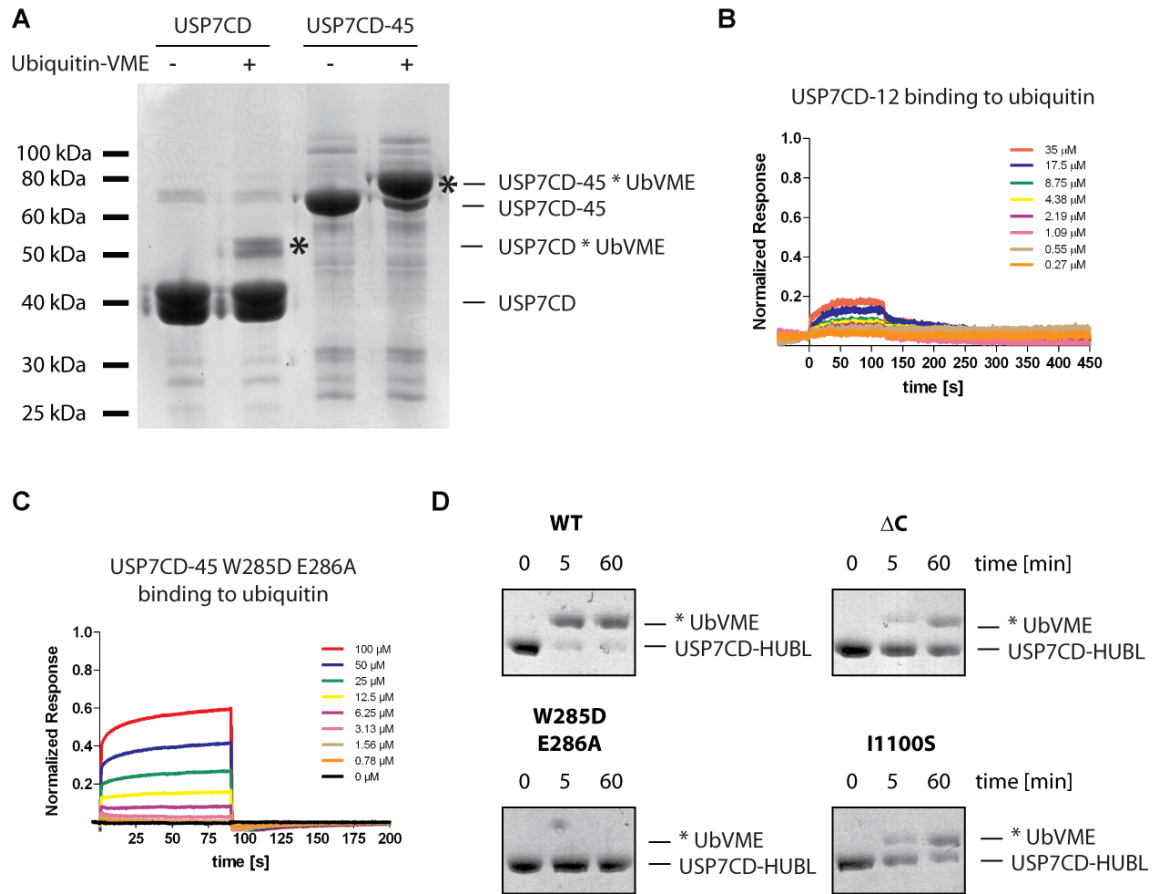 A
USP7CD USP7CD-45
Ubiquitin-VME - + - +
100 kDa
80 kDa
60 kDa
50 kDa
40 kDa
30 kDa
25 kDa
*
*
USP7CD-45 * UbVME
USP7CD-45
USP7CD * UbVME
USP7CD
B
USP7CD-12 binding to ubiquitin
Normalized Response
1.0
0.8
0.6
0.4
0.2
35 µM
17.5 µM
8.75 µM
4.38 µM
2.19 µM
1.09 µM
0.55 µM
0.27 µM
0 50 100 150 200 250 300 350 400 450
time [s]
C
USP7CD-45 W285D E286A
binding to ubiquitin
Normalized Response
1.0
0.8
0.6
0.4
0.2
100 µM
50 µM
25 µM
12.5 µM
6.25 µM
3.13 µM
1.56 µM
0.78 µM
0 µM
25 50 75 100 125 150 175 200
time [s]
D
WT
0 5 60
* UbVME
USP7CD-HUBL
ΔC
0 5 60 time [min]
* UbVME
USP7CD-HUBL
W285D
E286A
0 5 60
* UbVME
USP7CD-HUBL
I1100S
0 5 60 time [min]
* UbVME
USP7CD-HUBL